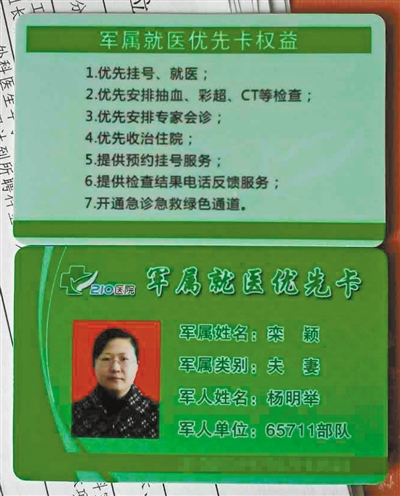 军属就医优先卡权益
1.优先挂号、就医；
2.优先安排抽血、彩超、CT等检查；
3.优先安排专家会诊；
4.优先收治住院；
5.提供预约挂号服务；
6.提供检查结果电话反馈服务；
7.开通急诊急救绿色通道。
210医院 军属就医优先卡
军属姓名：栾 颖
军属类别：夫 妻
军人姓名：杨明举
军人单位：65711部队